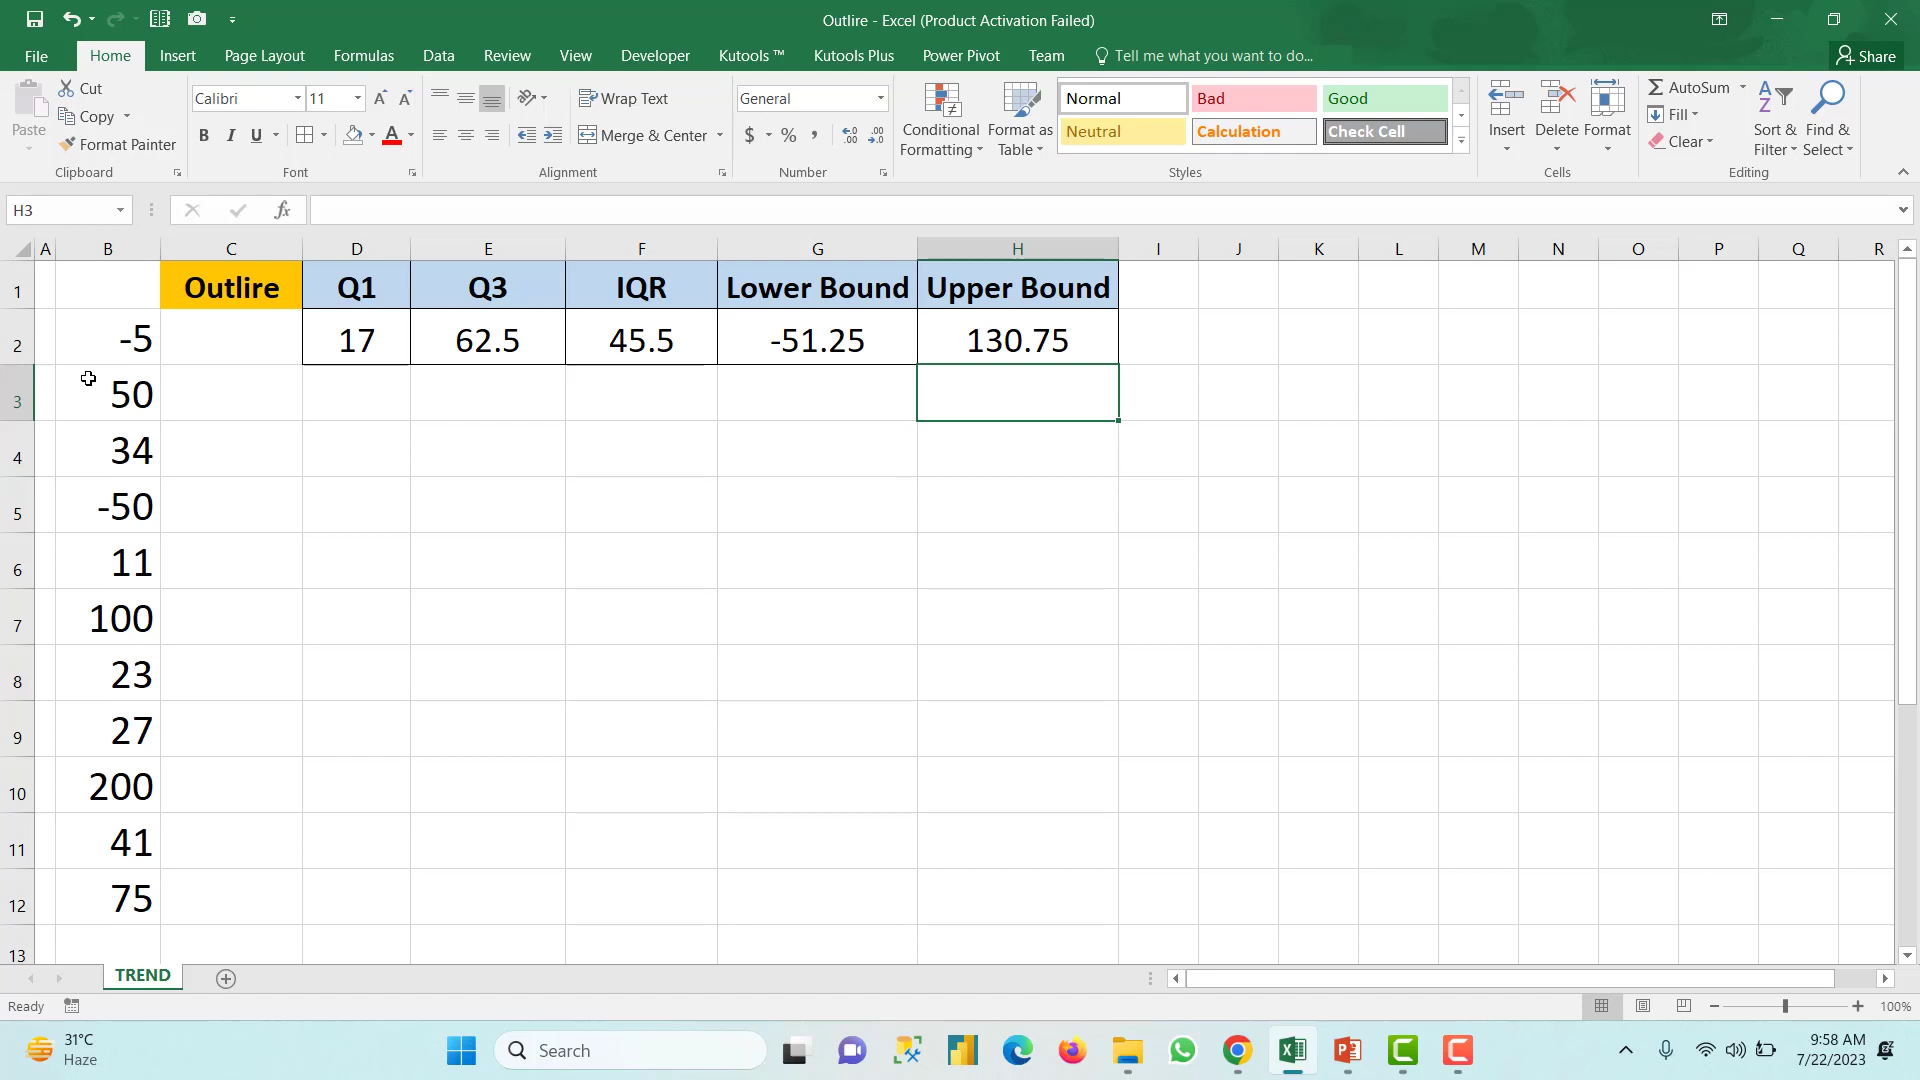 Outlire - Excel (Product Activation Failed)
File Home Insert Page Layout Formulas Data Review View Developer Kutools ™ Kutools Plus Power Pivot Team Tell me what you want to do... Share
Paste
Cut
Copy
Format Painter
Clipboard
Calibri 11
B I U
Font
Wrap Text
Merge & Center
Alignment
General
$ % ,
Number
Conditional Formatting
Format as Table
Normal Bad Good
Neutral Calculation Check Cell
Styles
Insert Delete Format
Cells
AutoSum
Fill
Clear
Sort & Filter
Find & Select
Editing
H3 fx
A B C D E F G H I J K L M N O P Q R
1 Outlire Q1 Q3 IQR Lower Bound Upper Bound
2 -5 17 62.5 45.5 -51.25 130.75
3 50
4 34
5 -50
6 11
7 100
8 23
9 27
10 200
11 41
12 75
13
TREND
Ready 100%
31°C
Haze
Search
9:58 AM
7/22/2023